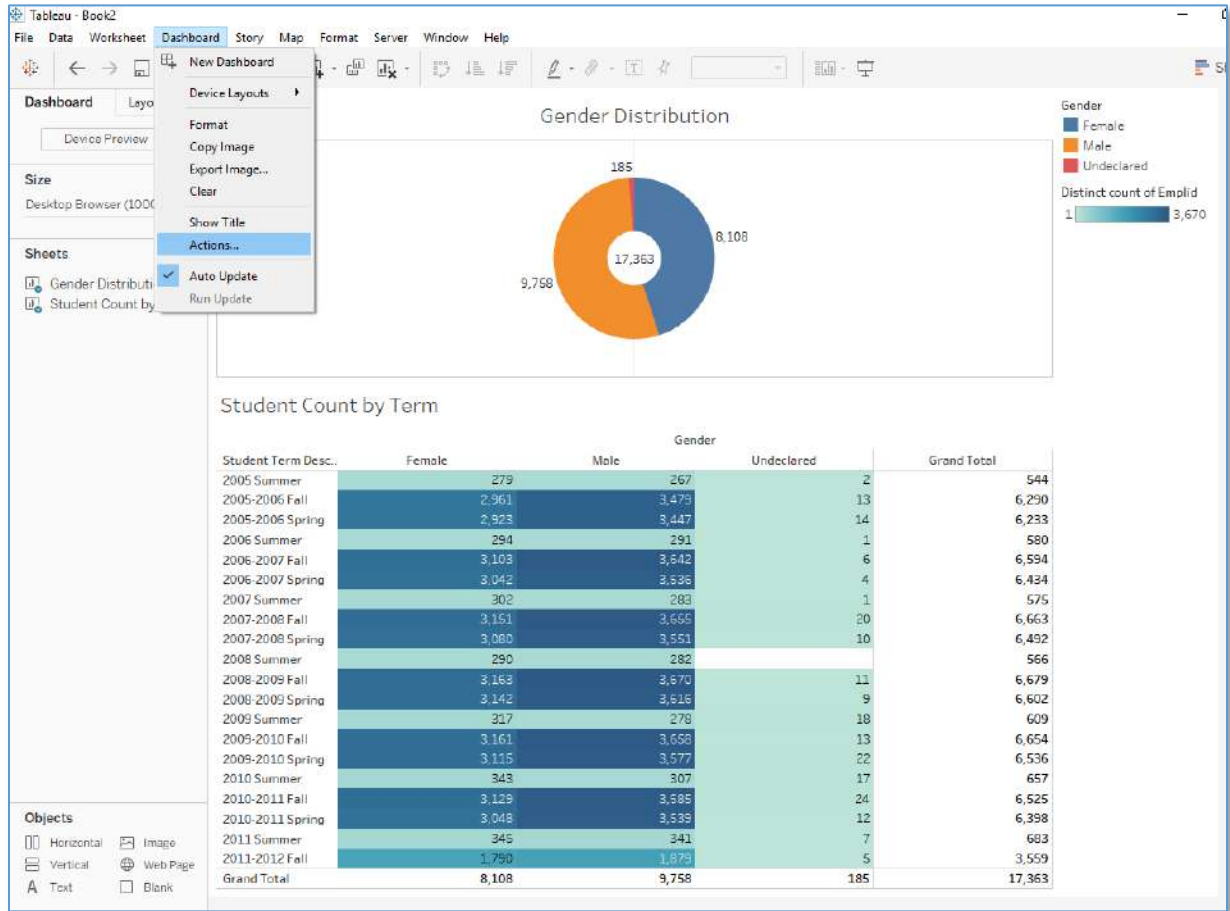 Tableau - Book2
File Data Worksheet Dashboard Story Map Format Server Window Help
New Dashboard
Device Layouts
Format
Copy Image
Export Image...
Clear
Show Title
Actions...
Auto Update
Run Update
Dashboard Layo
Device Preview
Size
Desktop Browser (1000
Sheets
Gender Distributi
Student Count by
Objects
Horizontal Image
Vertical Web Page
A Text Blank
Gender Distribution
185
8,108
17,363
9,758
Gender
Female
Male
Undeclared
Distinct count of Emplid
1 3,670
Student Count by Term
Gender
Student Term Desc.. Female Male Undeclared Grand Total
2005 Summer 279 267 2 544
2005-2006 Fall 2,961 3,479 13 6,290
2005-2006 Spring 2,923 3,447 14 6,233
2006 Summer 294 291 1 580
2006-2007 Fall 3,103 3,642 6 6,594
2006-2007 Spring 3,042 3,536 4 6,434
2007 Summer 302 283 1 575
2007-2008 Fall 3,151 3,655 20 6,663
2007-2008 Spring 3,080 3,551 10 6,492
2008 Summer 290 282 566
2008-2009 Fall 3,163 3,670 11 6,679
2008-2009 Spring 3,142 3,616 9 6,602
2009 Summer 317 278 18 609
2009-2010 Fall 3,161 3,658 13 6,654
2009-2010 Spring 3,115 3,577 22 6,536
2010 Summer 343 307 17 657
2010-2011 Fall 3,129 3,585 24 6,525
2010-2011 Spring 3,048 3,539 12 6,398
2011 Summer 345 341 7 683
2011-2012 Fall 1,790 1,879 5 3,559
Grand Total 8,108 9,758 185 17,363